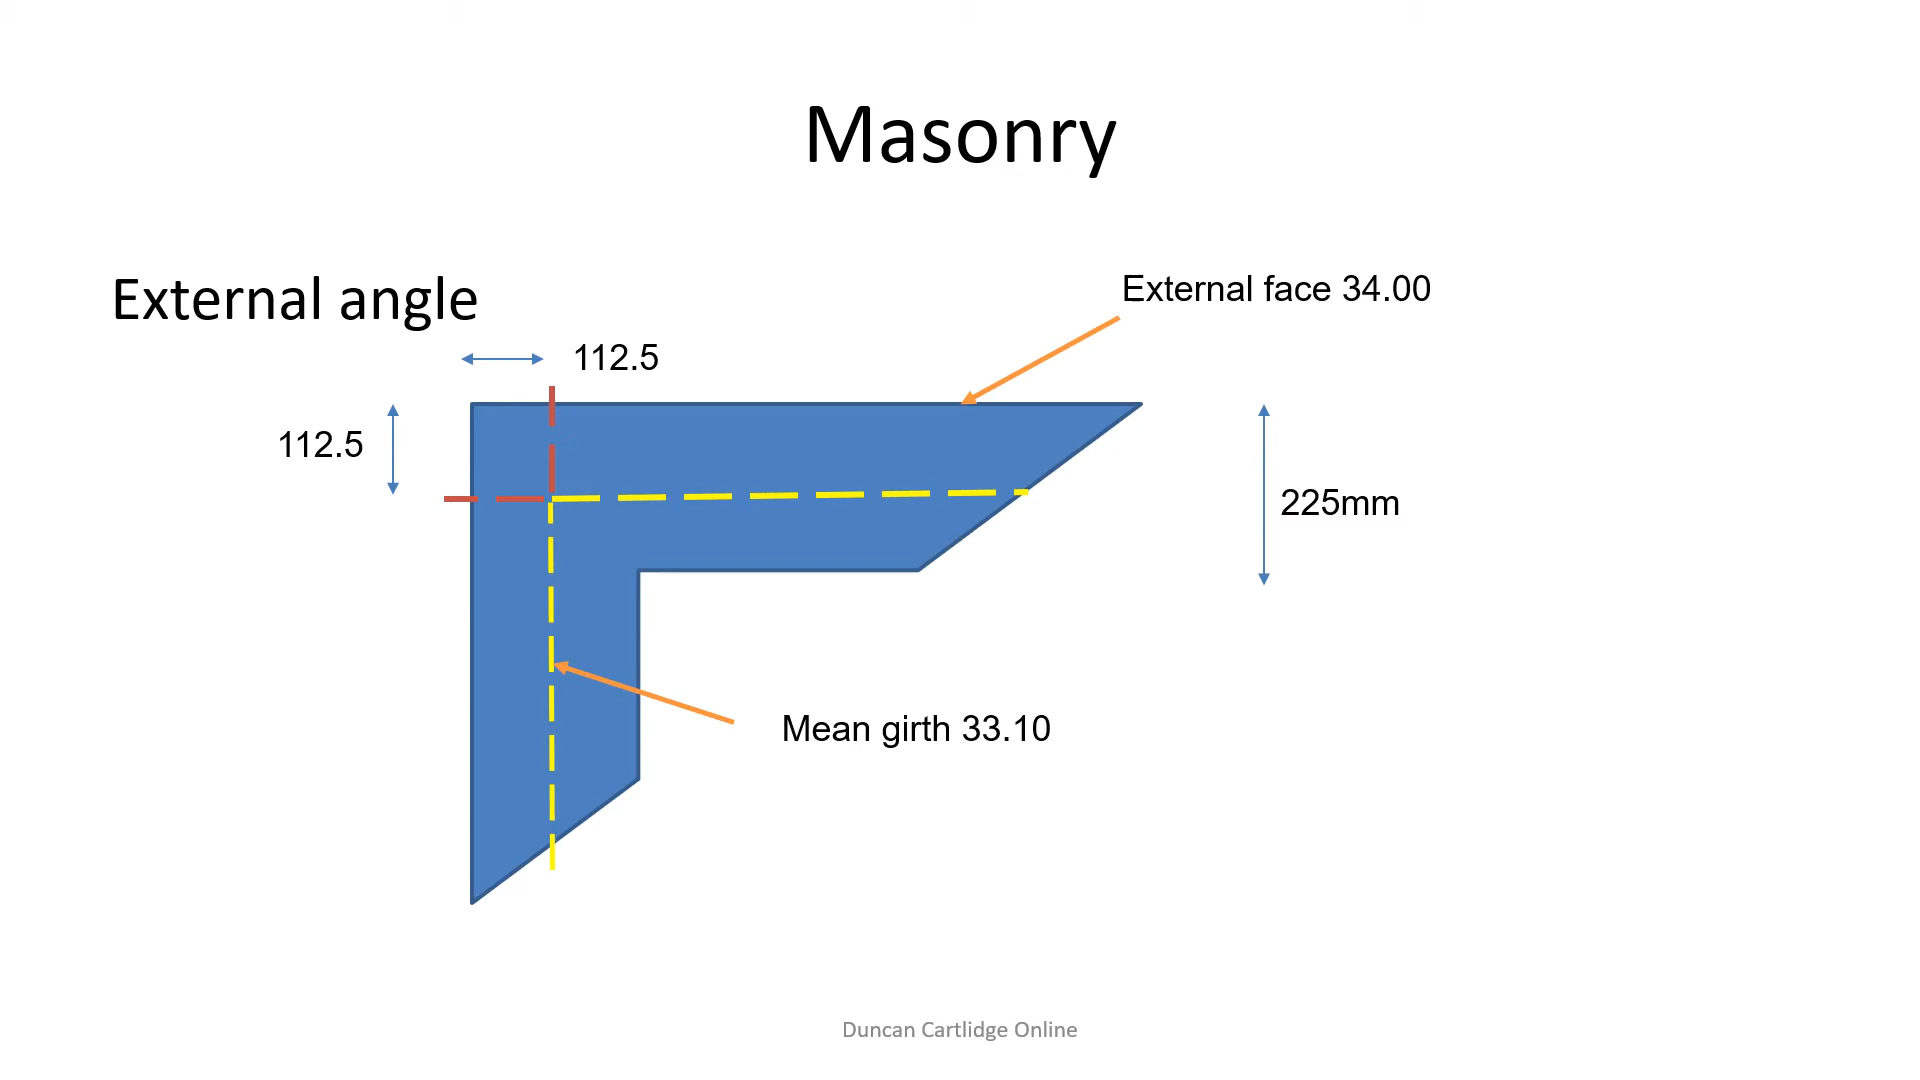 Masonry
External angle
External face 34.00
112.5
112.5
225mm
Mean girth 33.10
Duncan Cartlidge Online